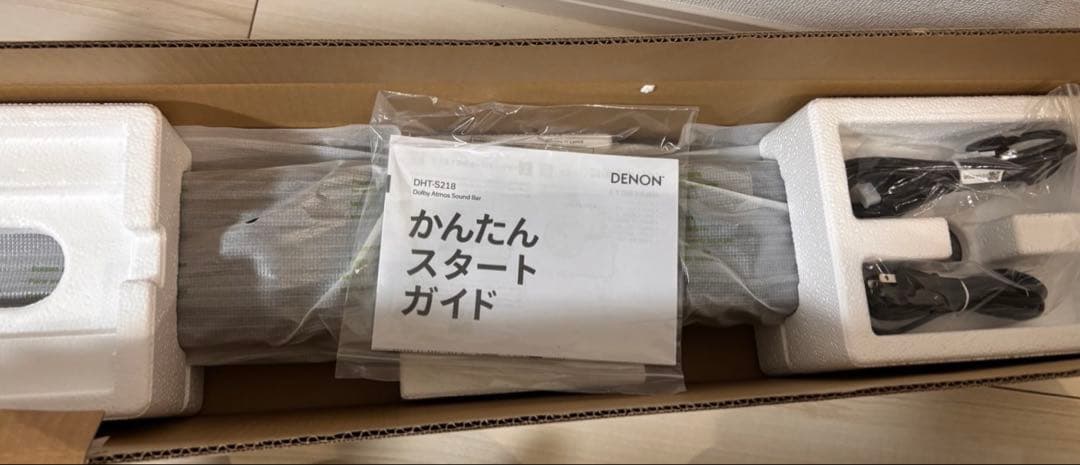 DHT-S218
DENON
Dolby Atmos Sound Bar
かんたん
スタート
ガイド